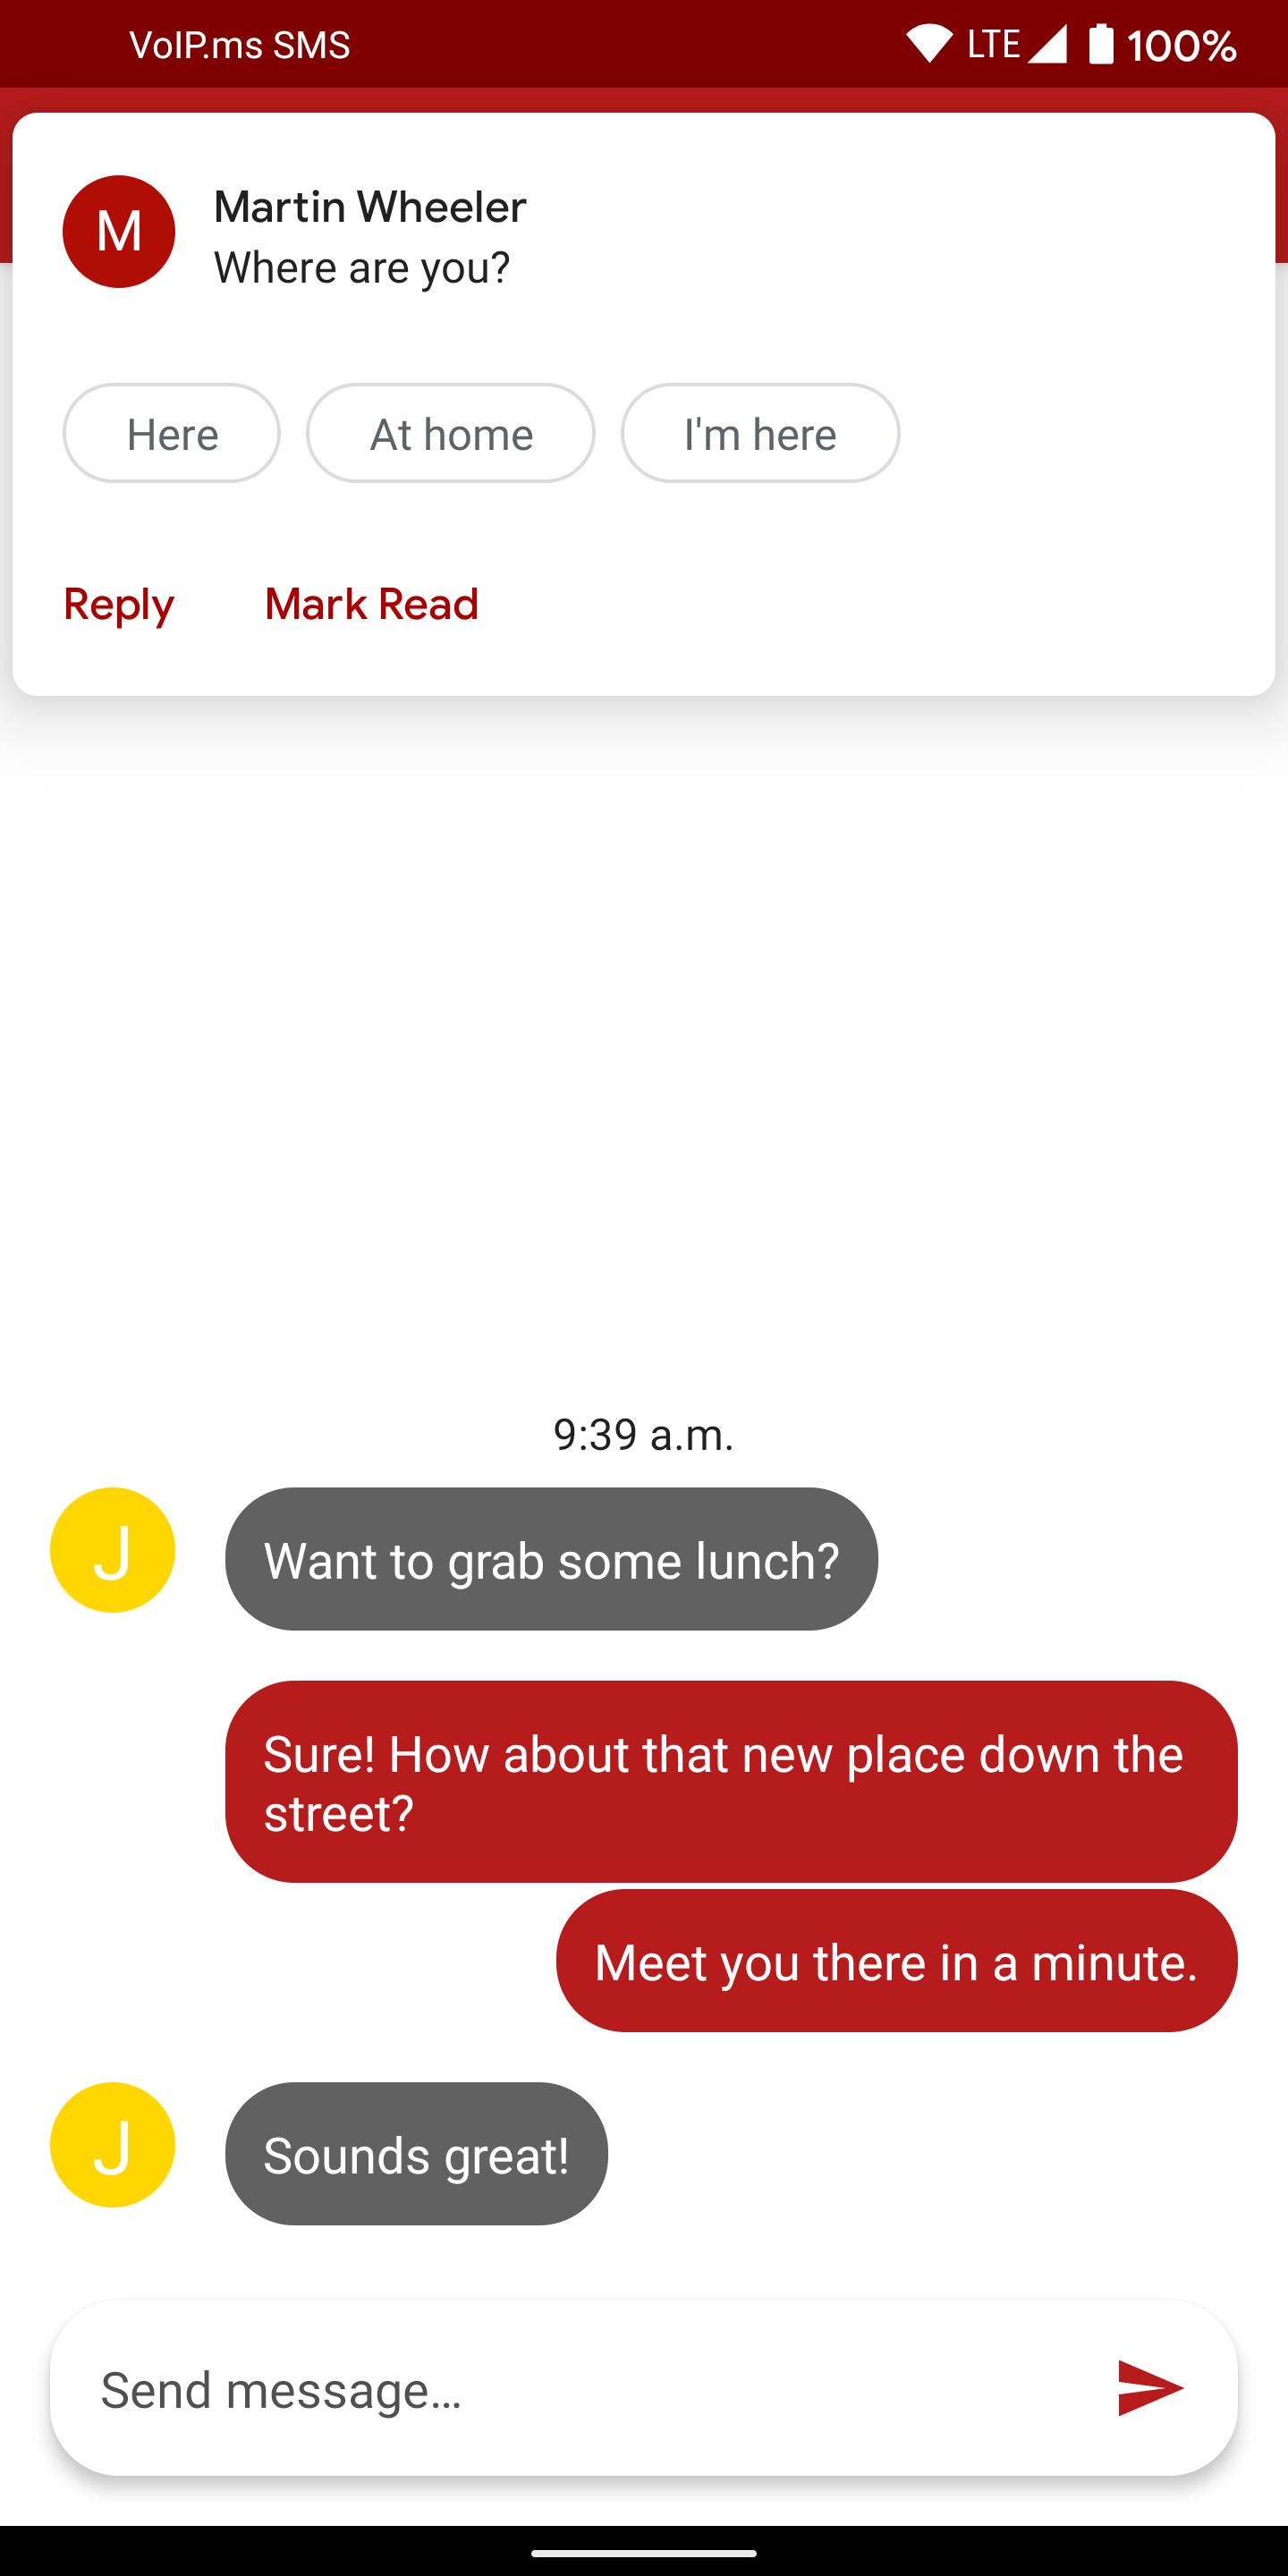 VoIP.ms SMS LTE 100%
M
Martin Wheeler
Where are you?
Here At home I'm here
Reply Mark Read
9:39 a.m.
J
Want to grab some lunch?
Sure! How about that new place down the
street?
Meet you there in a minute.
J
Sounds great!
Send message…